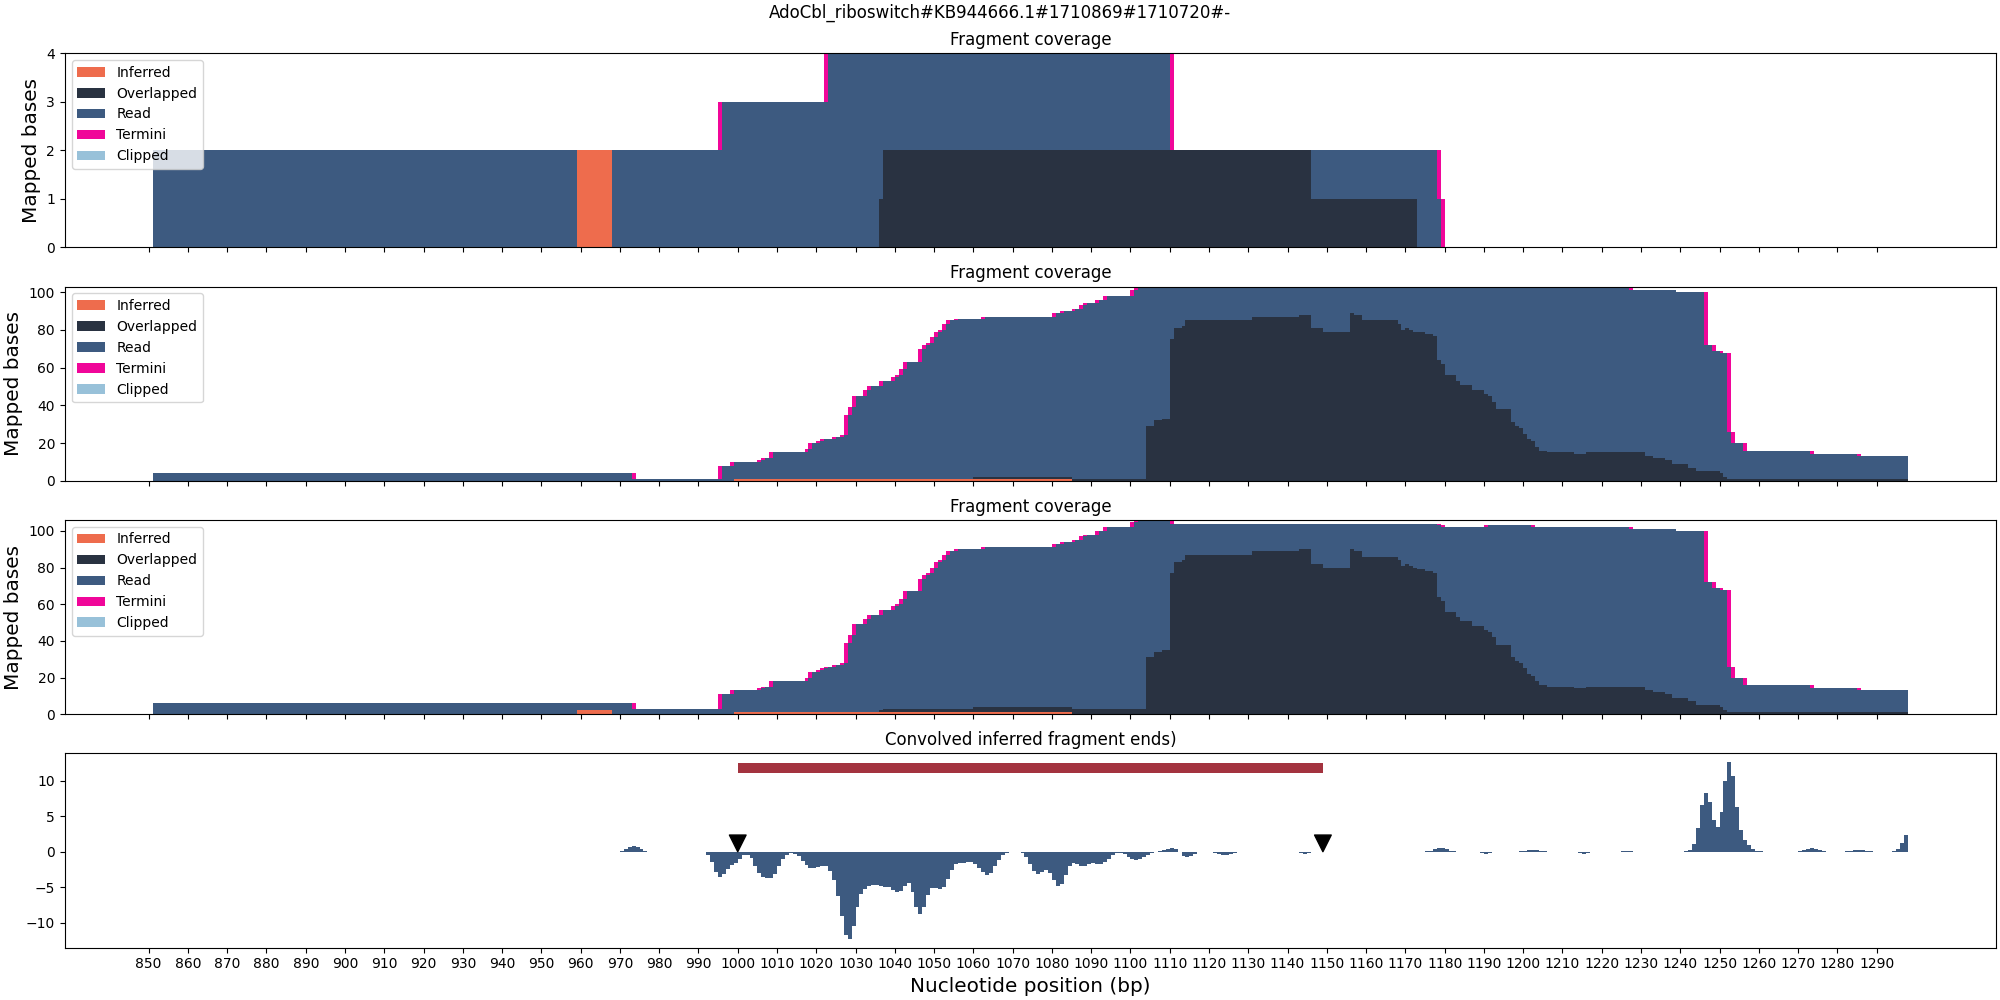 AdoCbl_riboswitch#KB944666.1#1710869#1710720#-
Fragment coverage
Mapped bases
4
3
2
1
0
Inferred
Overlapped
Read
Termini
Clipped
Fragment coverage
Mapped bases
100
80
60
40
20
0
Inferred
Overlapped
Read
Termini
Clipped
Fragment coverage
Mapped bases
100
80
60
40
20
0
Inferred
Overlapped
Read
Termini
Clipped
Convolved inferred fragment ends)
10
5
0
−5
−10
850 860 870 880 890 900 910 920 930 940 950 960 970 980 990 1000 1010 1020 1030 1040 1050 1060 1070 1080 1090 1100 1110 1120 1130 1140 1150 1160 1170 1180 1190 1200 1210 1220 1230 1240 1250 1260 1270 1280 1290
Nucleotide position (bp)